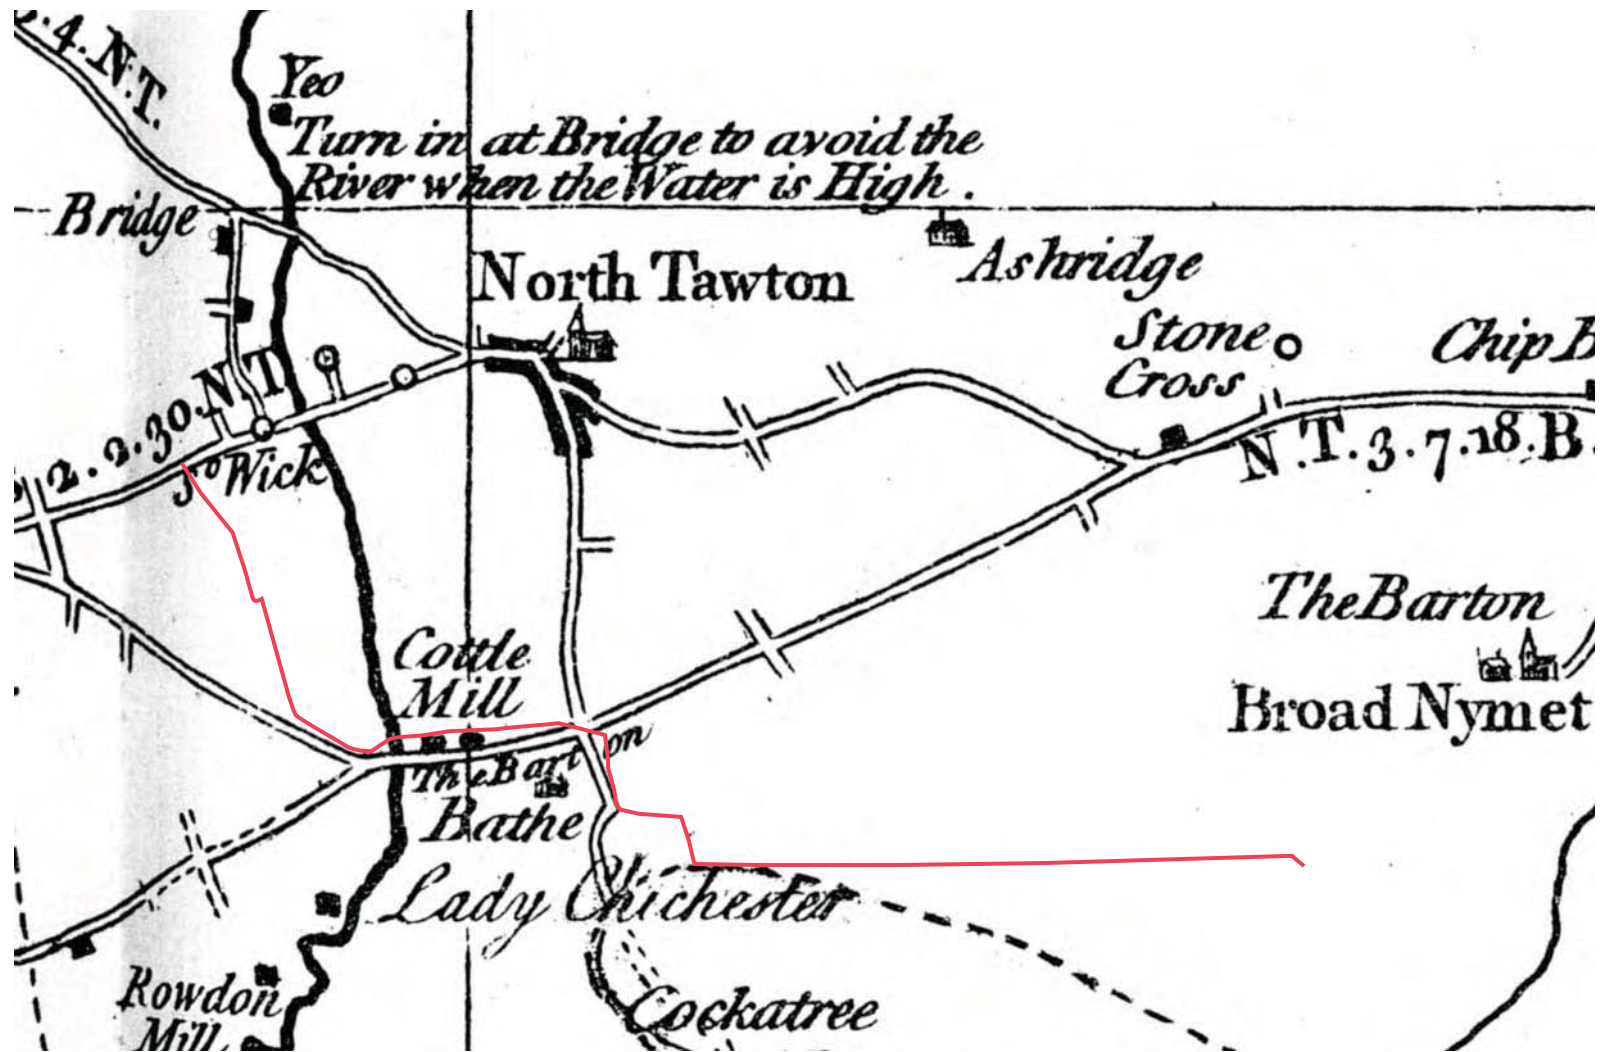 4.N.T.
Yeo
Turn in at Bridge to avoid the
River when the Water is High.
Bridge
North Tawton
Ashridge
Stone
Cross
Chip B
2.2.30.N.T.
to Wick
N.T.3.7.18.B.
The Barton
Broad Nymet
Cottle
Mill
The Barton
Bathe
Lady Chichester
Rowdon
Mill
Cockatree